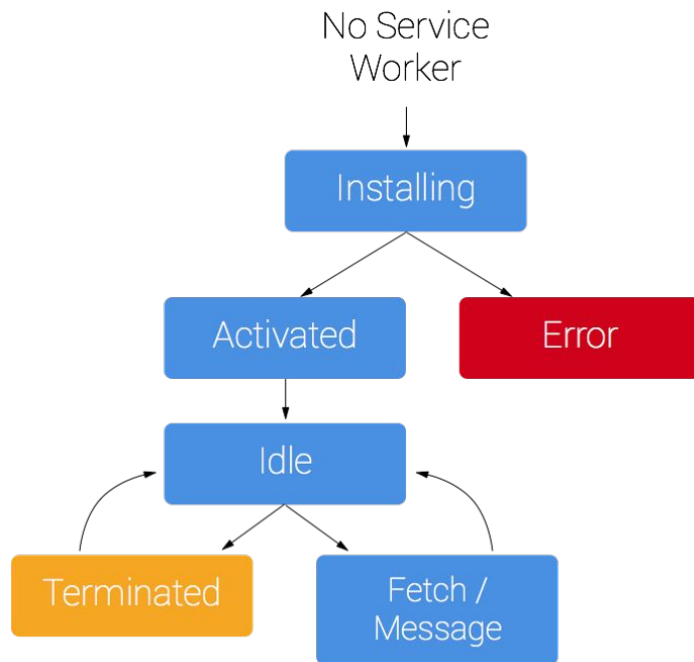 No Service
Worker
Installing
Activated
Error
Idle
Terminated
Fetch /
Message